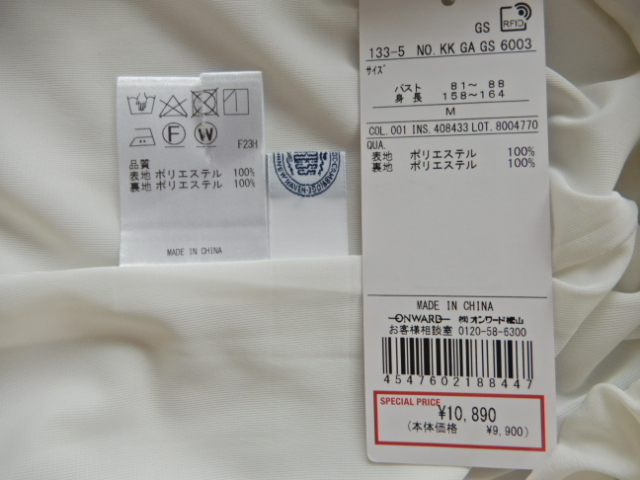 F23H
品質
表地 ポリエステル 100%
裏地 ポリエステル 100%
MADE IN CHINA
GS
RFID
133-5 NO. KK GA GS 6003
サイズ
バスト 81~ 88
身長 158~164
M
COL. 001 INS. 408433 LOT. 8004770
QUA.
表地 ポリエステル 100%
裏地 ポリエステル 100%
MADE IN CHINA
ONWARD ㈱オンワード樫山
お客様相談室 0120-58-6300
4547602188447
SPECIAL PRICE
¥10,890
(本体価格 ¥9,900)